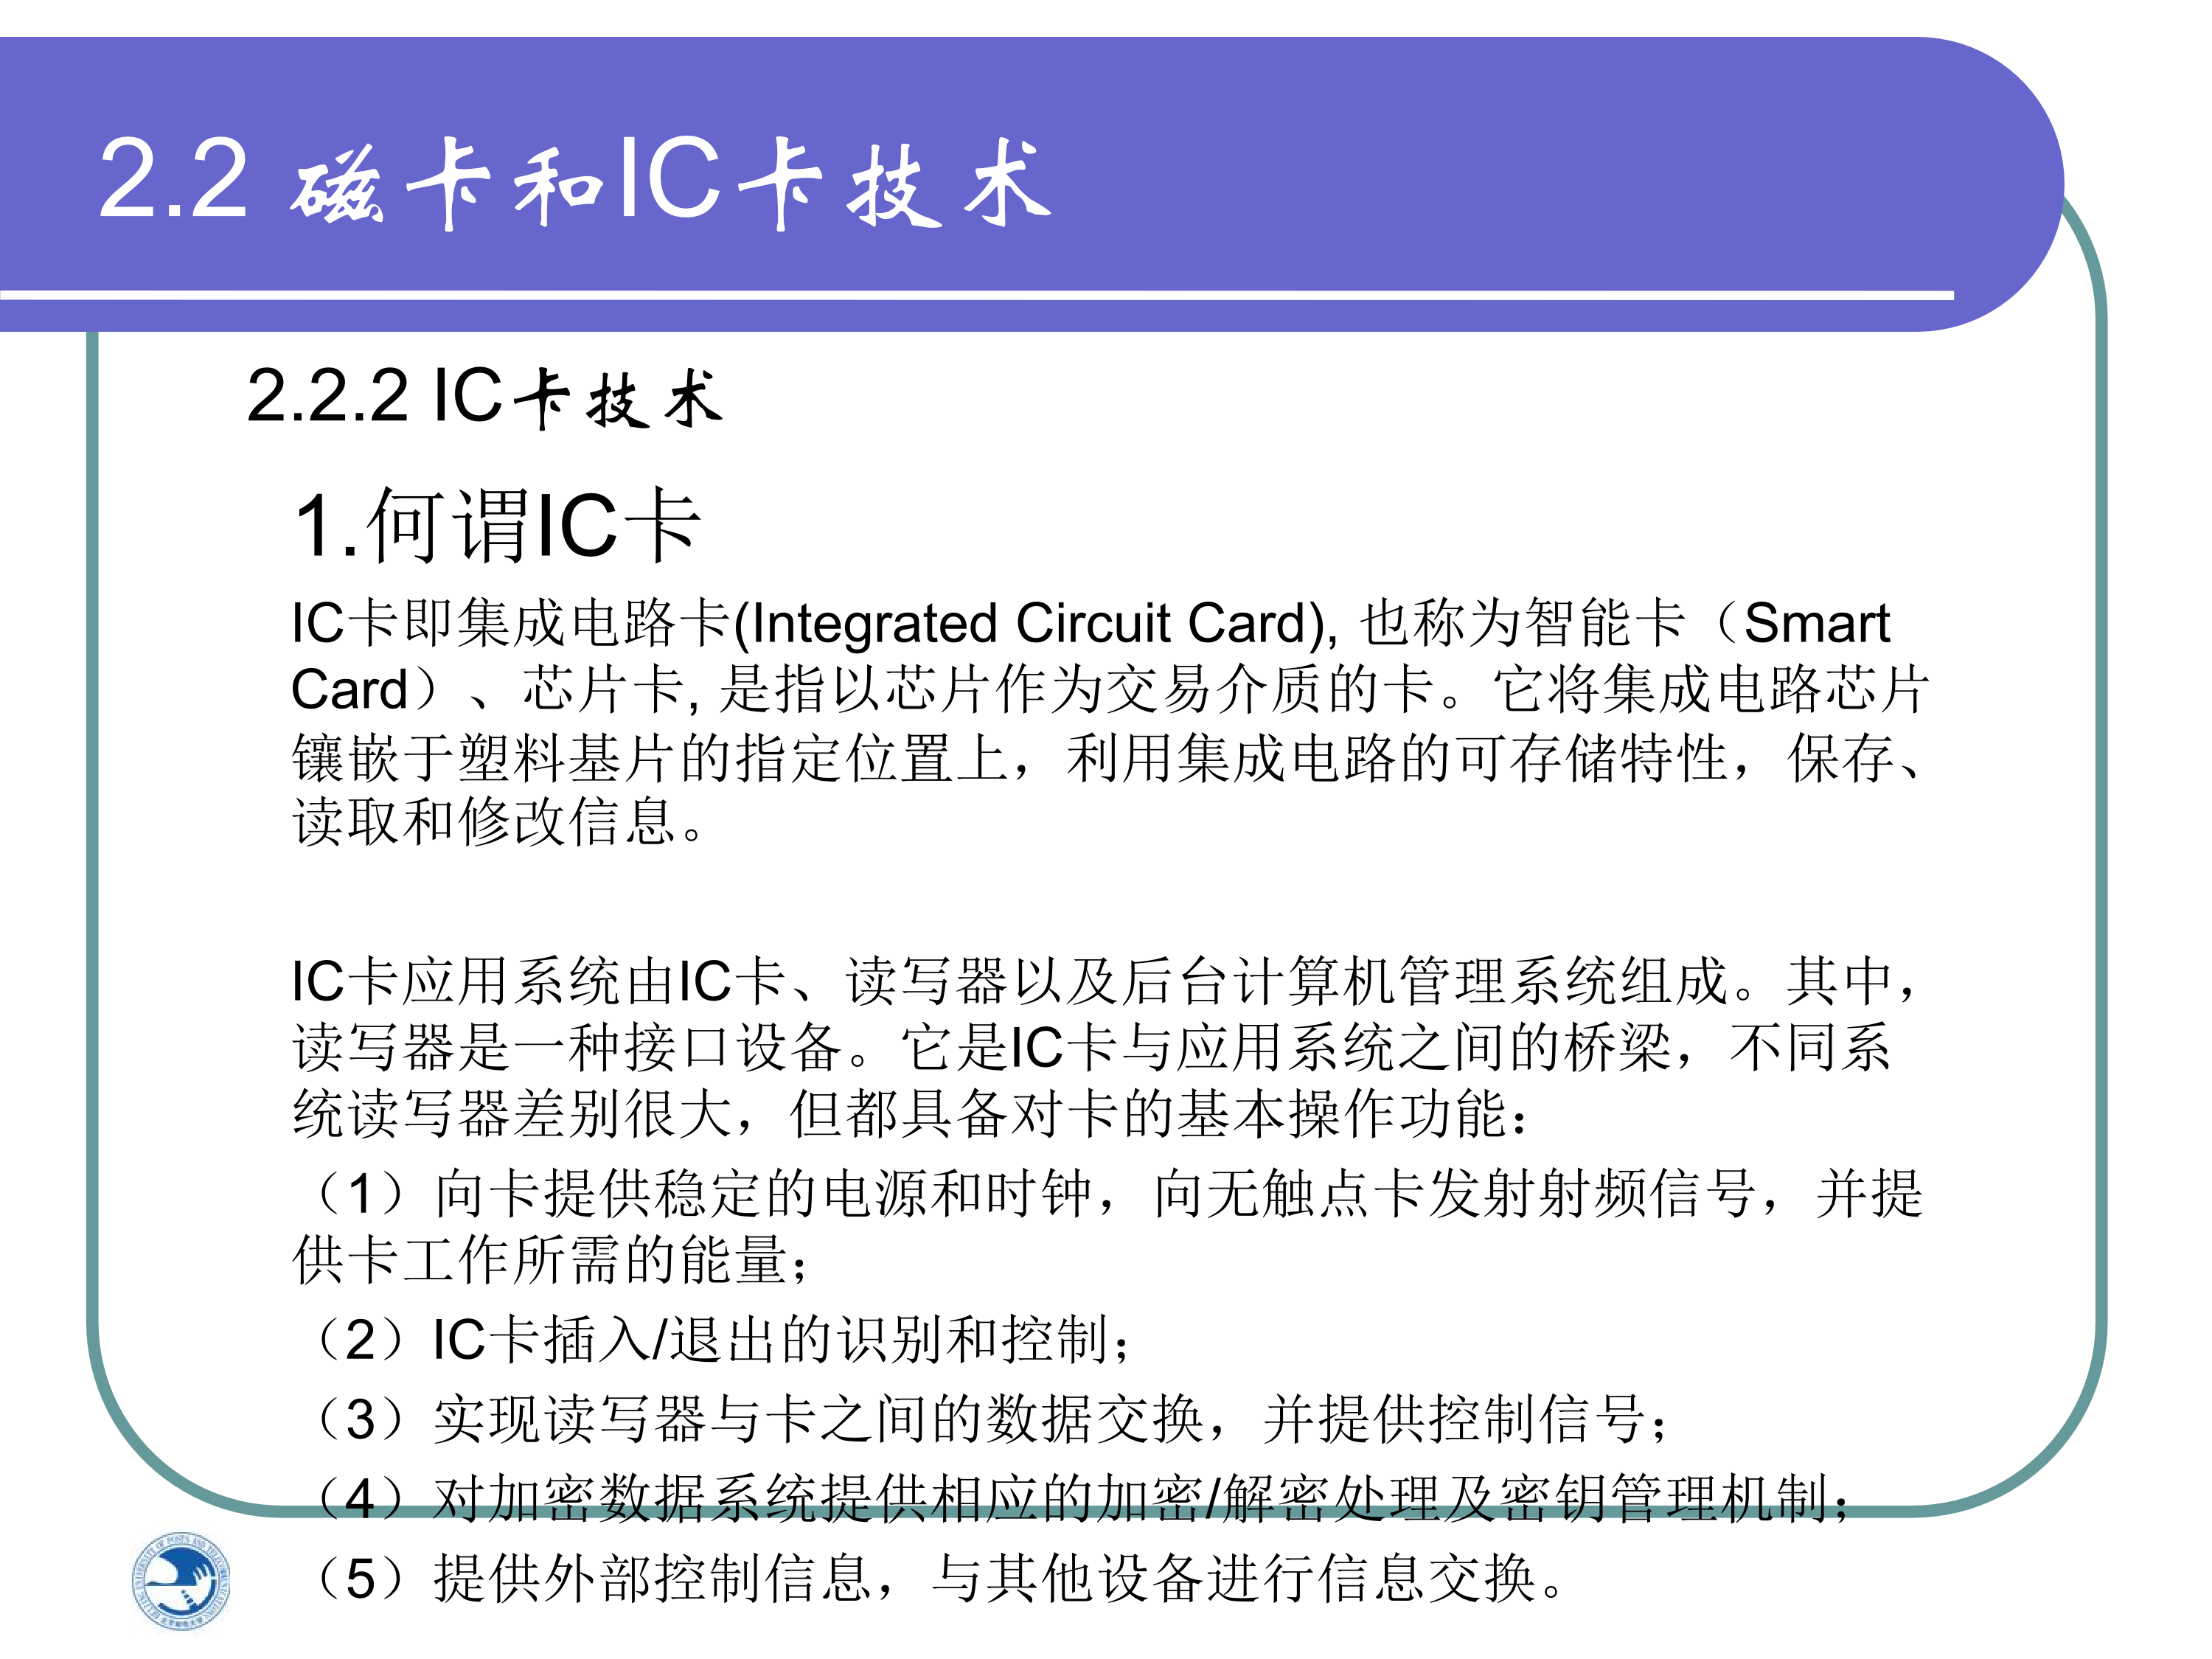 2.2 磁卡和IC卡技术
2.2.2 IC卡技术
1.何谓IC卡
IC卡即集成电路卡(Integrated Circuit Card), 也称为智能卡（Smart
Card）、芯片卡, 是指以芯片作为交易介质的卡。它将集成电路芯片
镶嵌于塑料基片的指定位置上，利用集成电路的可存储特性，保存、
读取和修改信息。
IC卡应用系统由IC卡、读写器以及后台计算机管理系统组成。其中，
读写器是一种接口设备。它是IC卡与应用系统之间的桥梁，不同系
统读写器差别很大，但都具备对卡的基本操作功能：
（1）向卡提供稳定的电源和时钟，向无触点卡发射射频信号，并提
供卡工作所需的能量；
（2）IC卡插入/退出的识别和控制；
（3）实现读写器与卡之间的数据交换，并提供控制信号；
（4）对加密数据系统提供相应的加密/解密处理及密钥管理机制；
（5）提供外部控制信息，与其他设备进行信息交换。